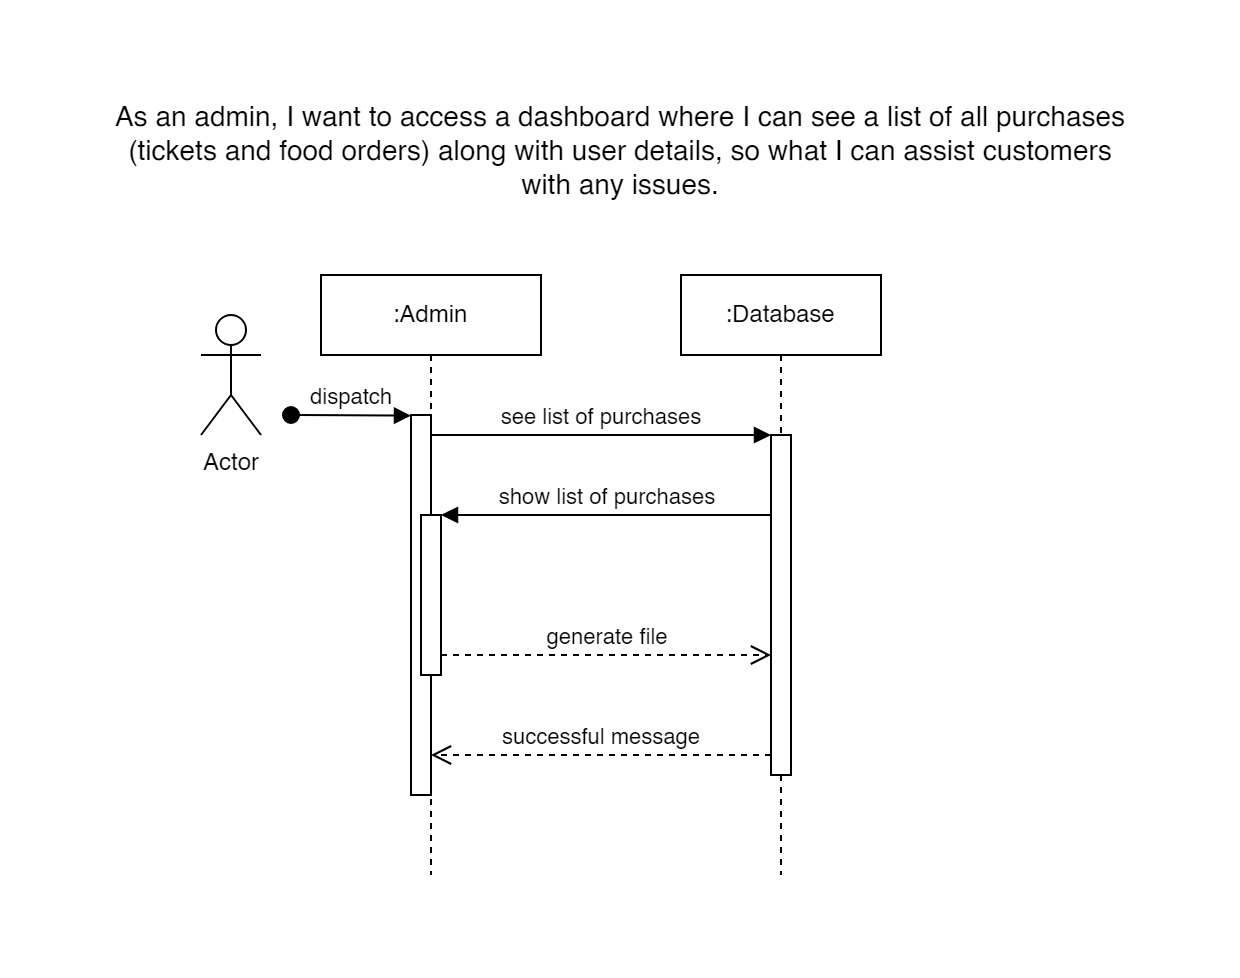 As an admin, I want to access a dashboard where I can see a list of all purchases
(tickets and food orders) along with user details, so what I can assist customers
with any issues.
:Admin
:Database
dispatch
see list of purchases
Actor
show list of purchases
generate file
successful message